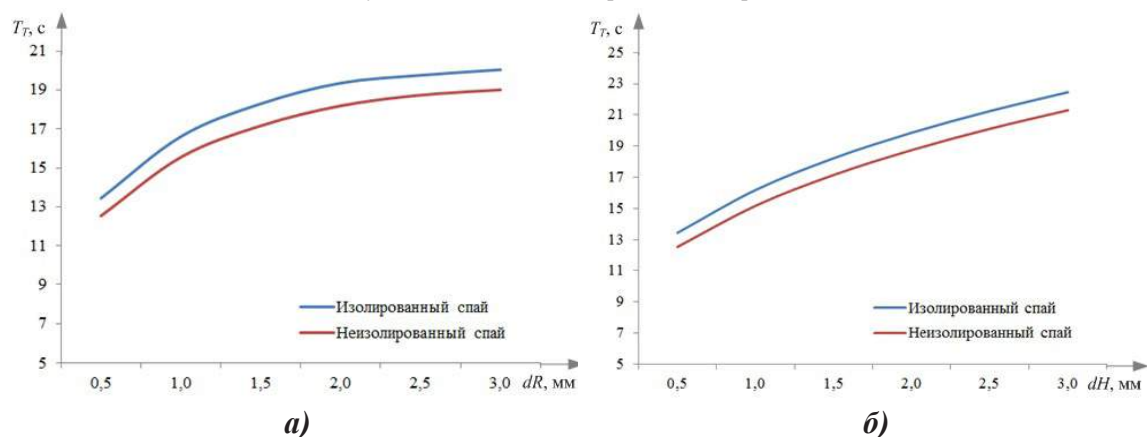 T_T, с
21
19
17
15
13
11
9
7
5
Изолированный спай
Неизолированный спай
0,5 1,0 1,5 2,0 2,5 3,0 dR, мм
а)
T_T, с
25
23
21
19
17
15
13
11
9
7
5
Изолированный спай
Неизолированный спай
0,5 1,0 1,5 2,0 2,5 3,0 dH, мм
б)